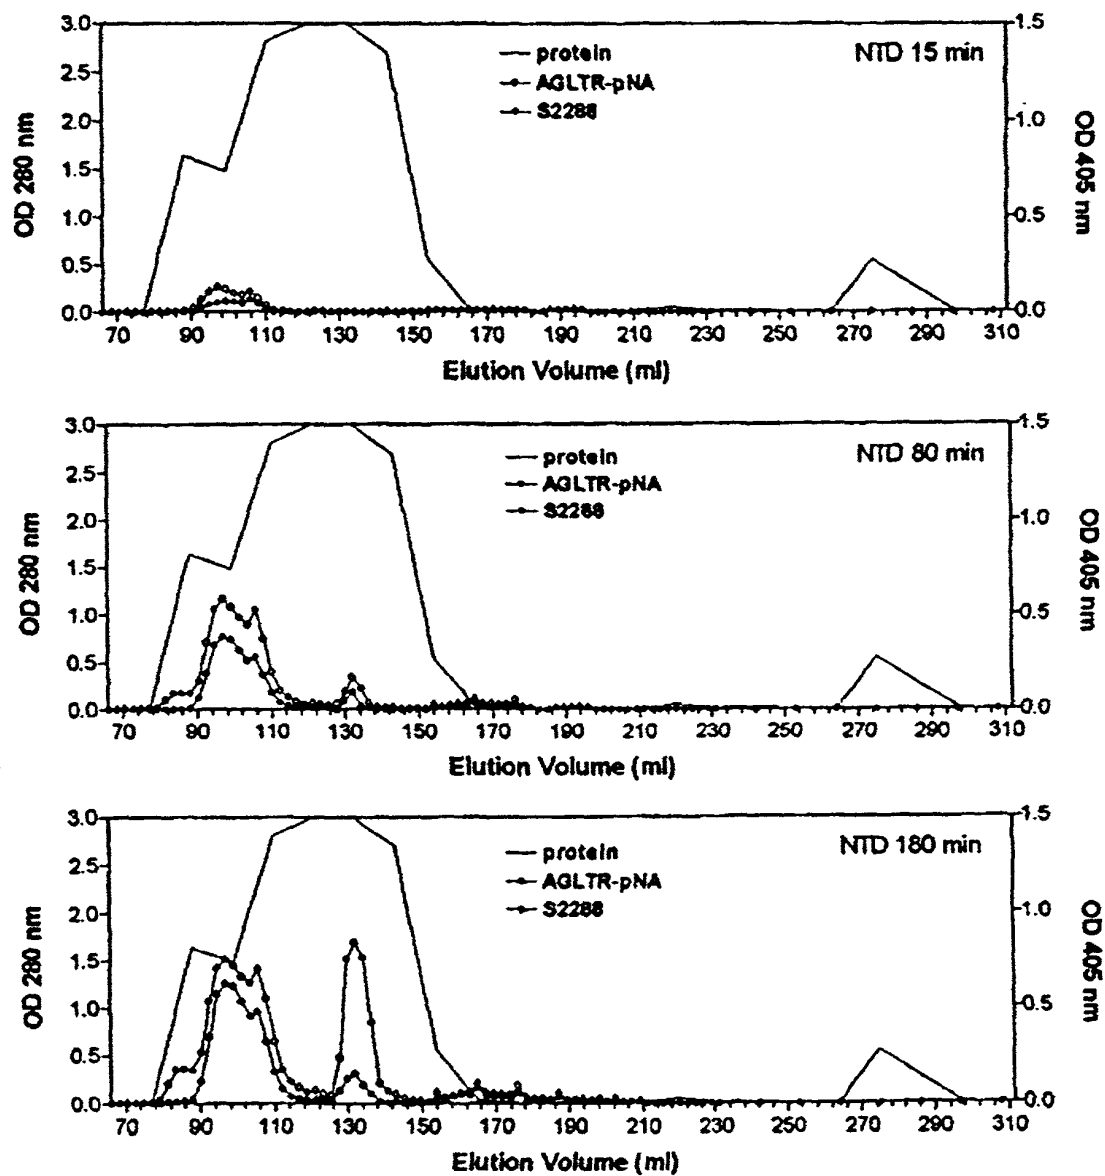 3.0
2.5
2.0
1.5
1.0
0.5
0.0
OD 280 nm
protein
AGLTR-pNA
S2288
NTD 15 min
1.5
1.0
0.5
0.0
OD 405 nm
70 90 110 130 150 170 190 210 230 250 270 290 310
Elution Volume (ml)
3.0
2.5
2.0
1.5
1.0
0.5
0.0
OD 280 nm
protein
AGLTR-pNA
S2288
NTD 80 min
1.5
1.0
0.5
0.0
OD 405 nm
70 90 110 130 150 170 190 210 230 250 270 290 310
Elution Volume (ml)
3.0
2.5
2.0
1.5
1.0
0.5
0.0
OD 280 nm
protein
AGLTR-pNA
S2288
NTD 180 min
1.5
1.0
0.5
0.0
OD 405 nm
70 90 110 130 150 170 190 210 230 250 270 290 310
Elution Volume (ml)